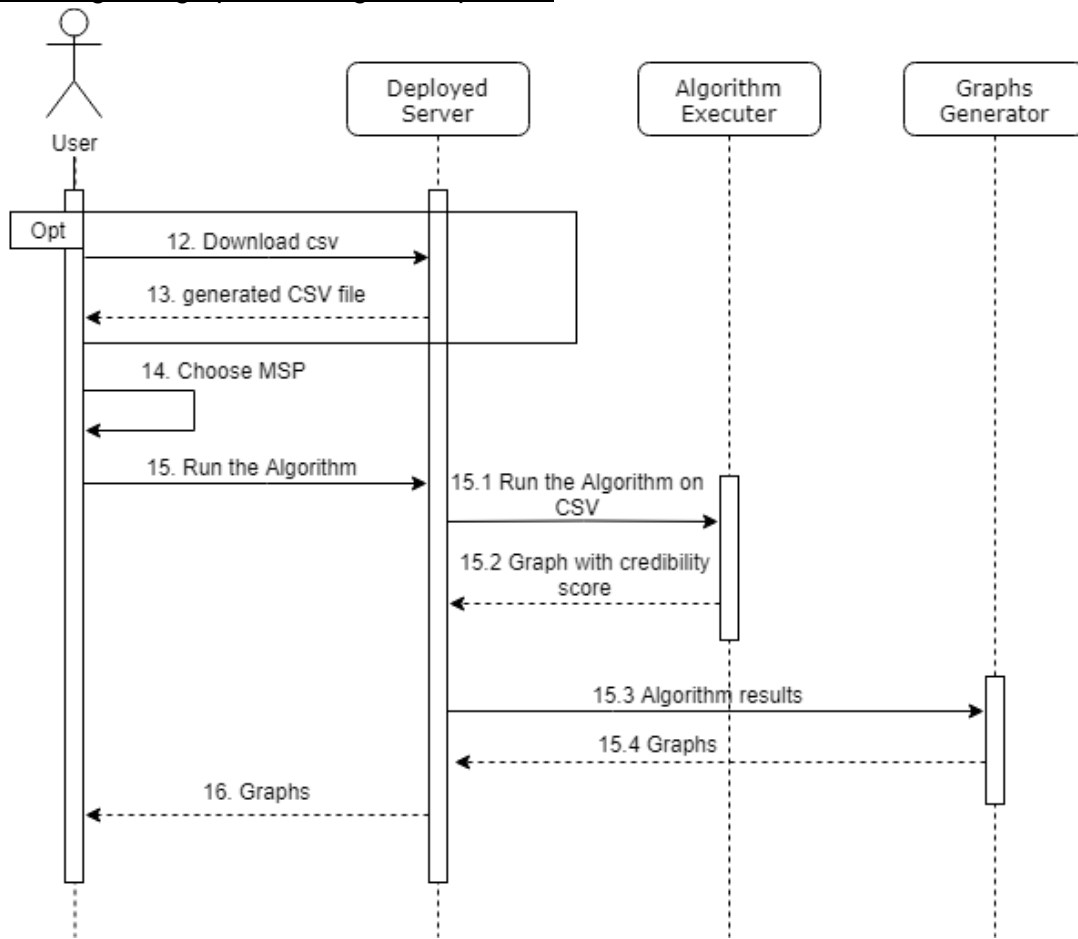 Deployed
Server
Algorithm
Executer
Graphs
Generator
User
Opt
12. Download csv
13. generated CSV file
14. Choose MSP
15. Run the Algorithm
15.1 Run the Algorithm on
CSV
15.2 Graph with credibility
score
15.3 Algorithm results
15.4 Graphs
16. Graphs